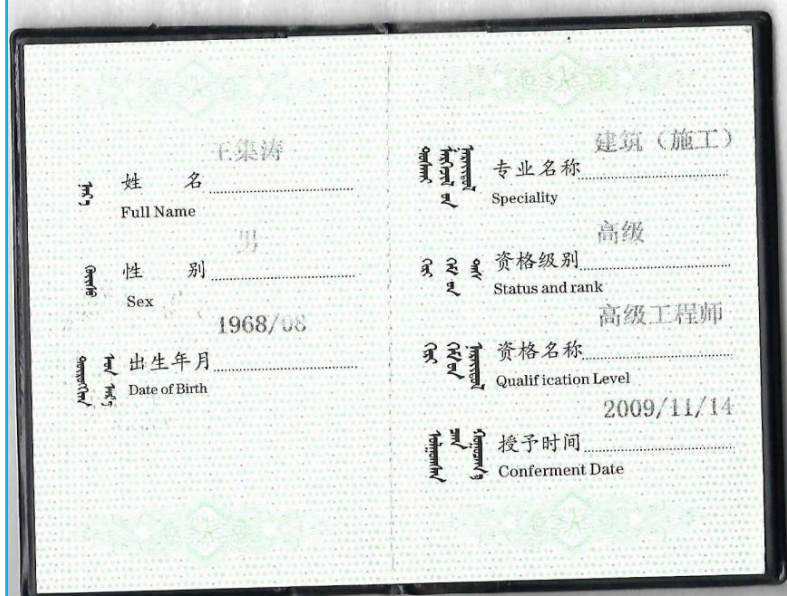 王集涛
姓 名
Full Name
男
性 别
Sex
1968/08
出生年月
Date of Birth
建筑（施工）
专业名称
Speciality
高级
资格级别
Status and rank
高级工程师
资格名称
Qualification Level
2009/11/14
授予时间
Conferment Date